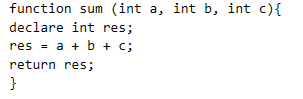 function sum (int a, int b, int c){
declare int res;
res = a + b + c;
return res;
}